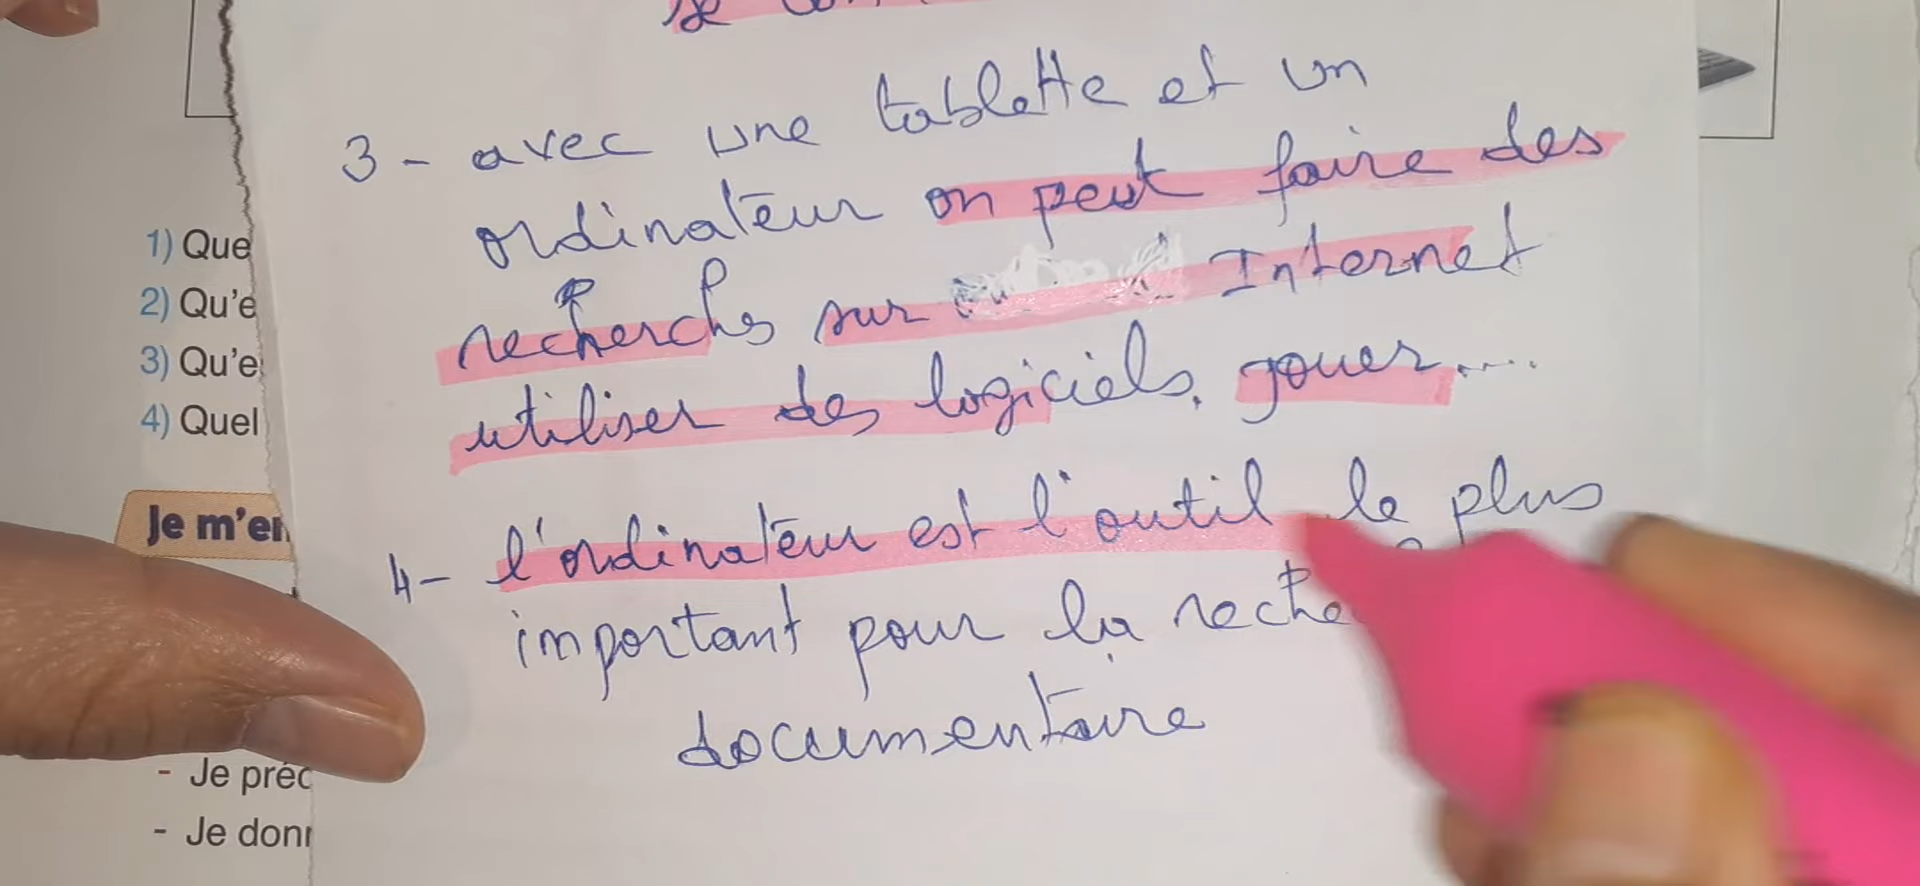 se
3 - avec une tablette et un
ordinateur on peut faire des
recherches sur Internet
utiliser des logiciels, jouer....
4 - l'ordinateur est l'outil le plus
important pour la reche
documentaire
1) Que
2) Qu'e
3) Qu'e
4) Quel
Je m'en
- Je préc
- Je donn